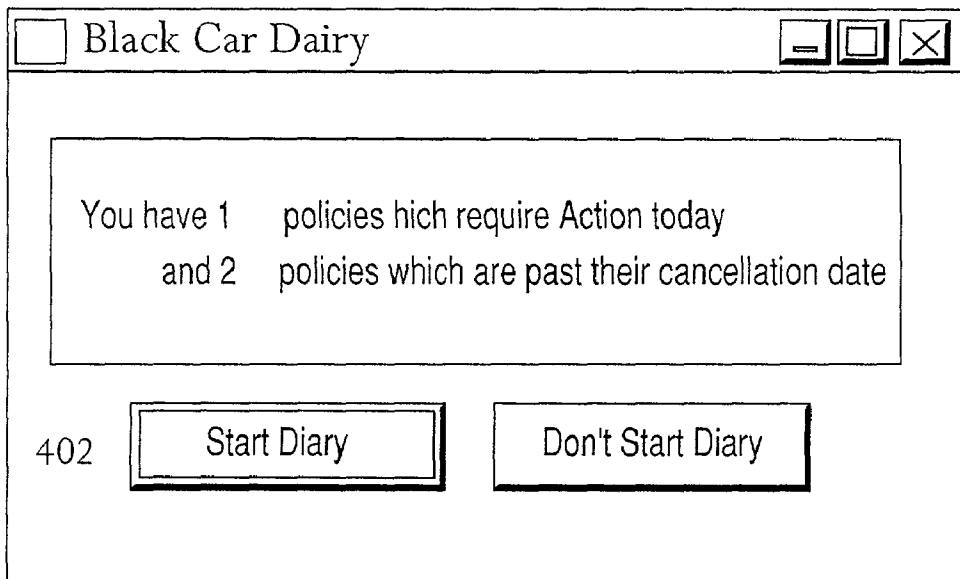 Black Car Dairy
You have 1 policies hich require Action today
and 2 policies which are past their cancellation date
402 Start Diary Don't Start Diary